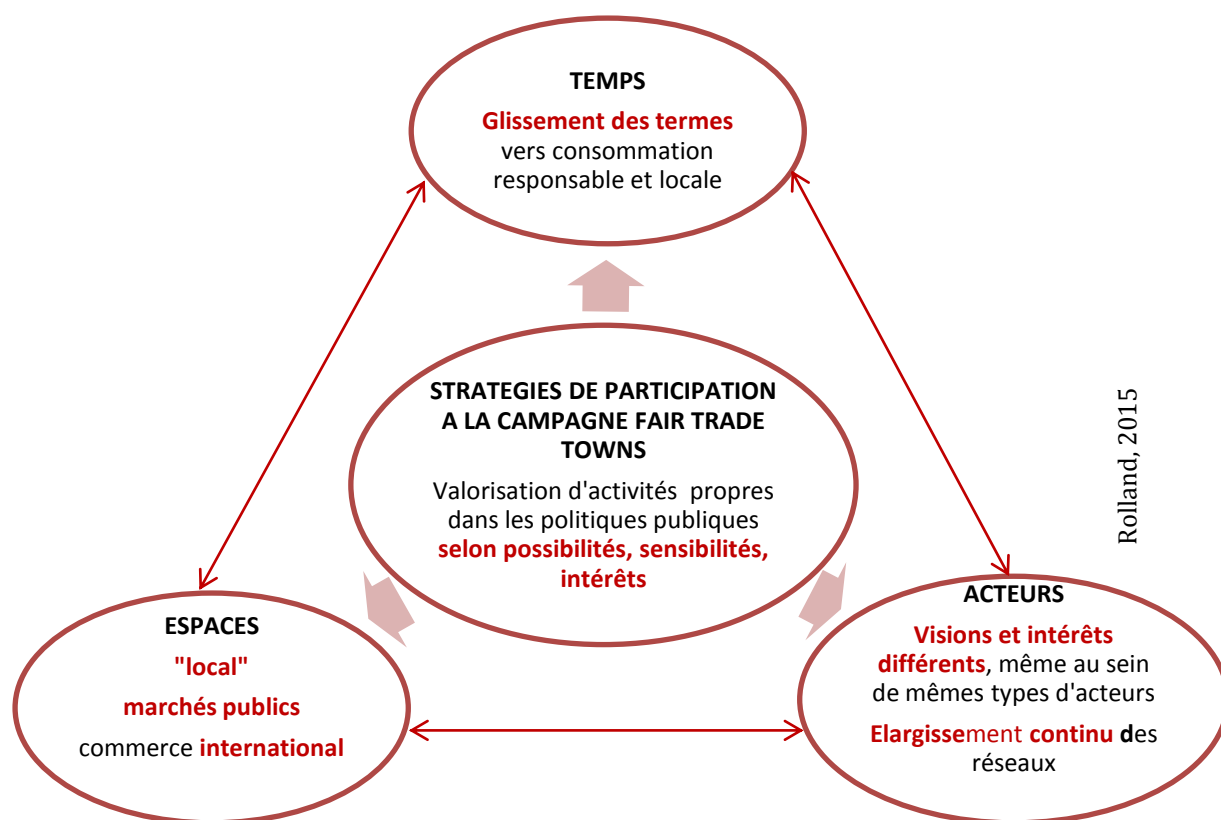 TEMPS
Glissement des termes
vers consommation
responsable et locale
STRATEGIES DE PARTICIPATION
A LA CAMPAGNE FAIR TRADE
TOWNS
Valorisation d'activités propres
dans les politiques publiques
selon possibilités, sensibilités,
intérêts
Rolland, 2015
ESPACES
"local"
marchés publics
commerce international
ACTEURS
Visions et intérêts
différents, même au sein
de mêmes types d'acteurs
Elargissement continu des
réseaux